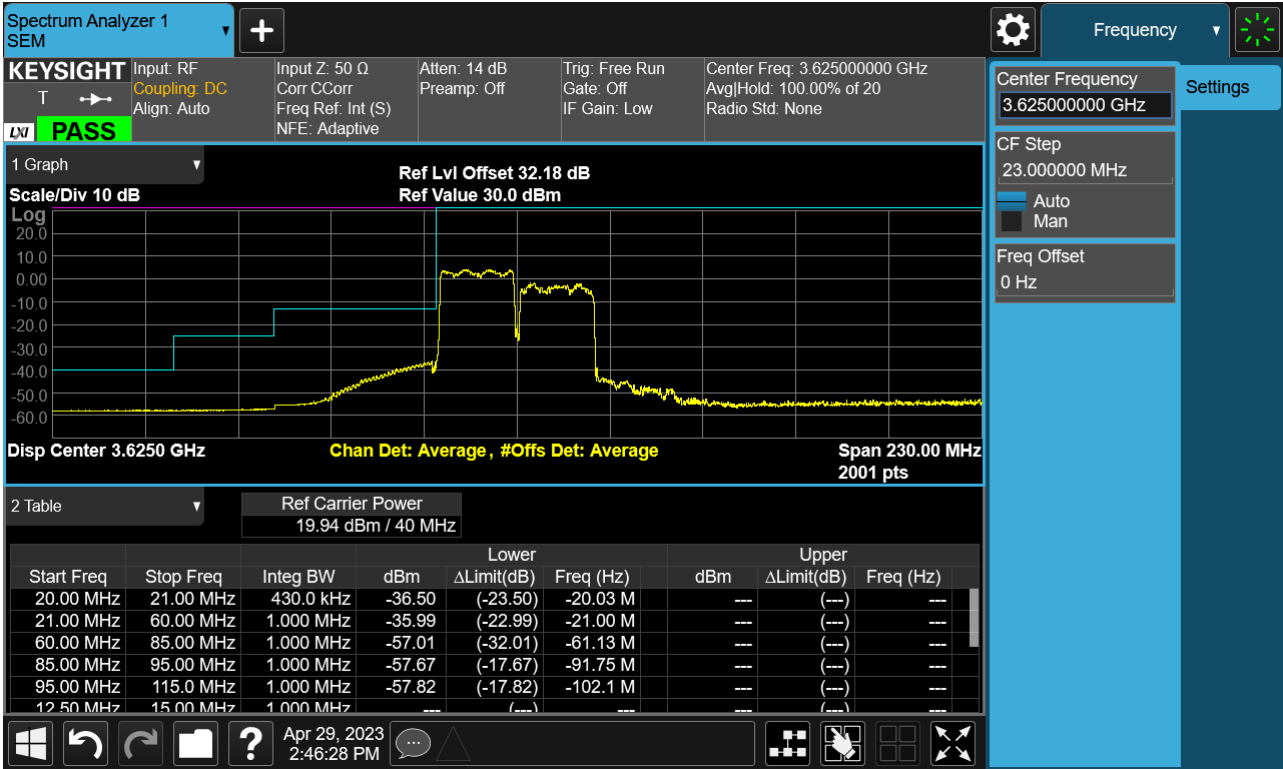 Spectrum Analyzer 1
SEM
Frequency
KEYSIGHT
T
LXI
PASS
Input: RF
Coupling: DC
Align: Auto
Input Z: 50 Ω
Corr CCorr
Freq Ref: Int (S)
NFE: Adaptive
Atten: 14 dB
Preamp: Off
Trig: Free Run
Gate: Off
IF Gain: Low
Center Freq: 3.625000000 GHz
Avg|Hold: 100.00% of 20
Radio Std: None
Center Frequency
3.625000000 GHz
Settings
CF Step
23.000000 MHz
Auto
Man
Freq Offset
0 Hz
1 Graph
Scale/Div 10 dB
Ref Lvl Offset 32.18 dB
Ref Value 30.0 dBm
Log
20.0
10.0
0.00
-10.0
-20.0
-30.0
-40.0
-50.0
-60.0
Disp Center 3.6250 GHz
Chan Det: Average , #Offs Det: Average
Span 230.00 MHz
2001 pts
2 Table
Ref Carrier Power
19.94 dBm / 40 MHz
Lower Upper
Start Freq Stop Freq Integ BW dBm ΔLimit(dB) Freq (Hz) dBm ΔLimit(dB) Freq (Hz)
20.00 MHz 21.00 MHz 430.0 kHz -36.50 (-23.50) -20.03 M --- (---) ---
21.00 MHz 60.00 MHz 1.000 MHz -35.99 (-22.99) -21.00 M --- (---) ---
60.00 MHz 85.00 MHz 1.000 MHz -57.01 (-32.01) -61.13 M --- (---) ---
85.00 MHz 95.00 MHz 1.000 MHz -57.67 (-17.67) -91.75 M --- (---) ---
95.00 MHz 115.0 MHz 1.000 MHz -57.82 (-17.82) -102.1 M --- (---) ---
12.50 MHz 15.00 MHz 1.000 MHz --- (---) --- --- (---) ---
?
Apr 29, 2023
2:46:28 PM